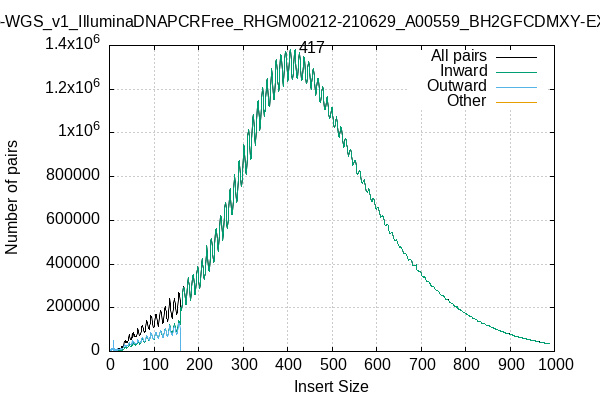 -WGS_v1_IlluminaDNAPCRFree_RHGM00212-210629_A00559_BH2GFCDMXY-EX
417
All pairs
Inward
Outward
Other
1.4x10^6
1.2x10^6
1x10^6
800000
600000
400000
200000
0
Number of pairs
0 100 200 300 400 500 600 700 800 900 1000
Insert Size